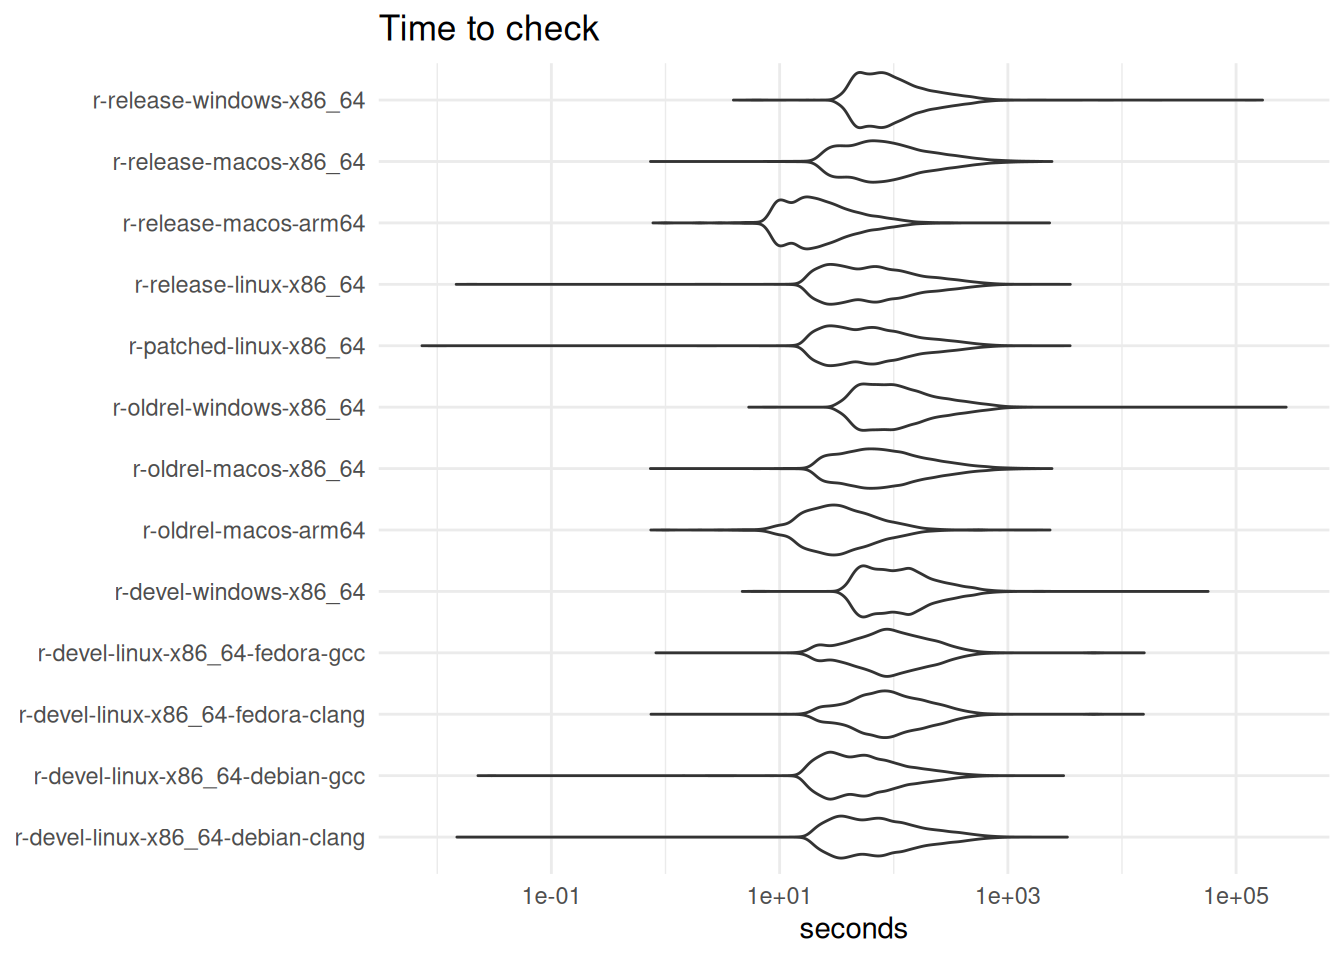 Time to check
r-release-windows-x86_64
r-release-macos-x86_64
r-release-macos-arm64
r-release-linux-x86_64
r-patched-linux-x86_64
r-oldrel-windows-x86_64
r-oldrel-macos-x86_64
r-oldrel-macos-arm64
r-devel-windows-x86_64
r-devel-linux-x86_64-fedora-gcc
r-devel-linux-x86_64-fedora-clang
r-devel-linux-x86_64-debian-gcc
r-devel-linux-x86_64-debian-clang
1e-01 1e+01 1e+03 1e+05
seconds